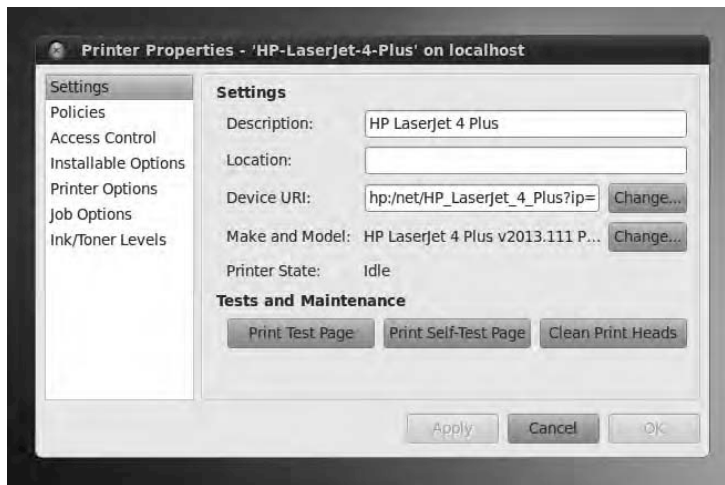 Printer Properties - 'HP-LaserJet-4-Plus' on localhost
Settings
Policies
Access Control
Installable Options
Printer Options
Job Options
Ink/Toner Levels
Settings
Description: HP LaserJet 4 Plus
Location:
Device URI: hp:/net/HP_LaserJet_4_Plus?ip= Change...
Make and Model: HP LaserJet 4 Plus v2013.111 P... Change...
Printer State: Idle
Tests and Maintenance
Print Test Page Print Self-Test Page Clean Print Heads
Apply Cancel OK